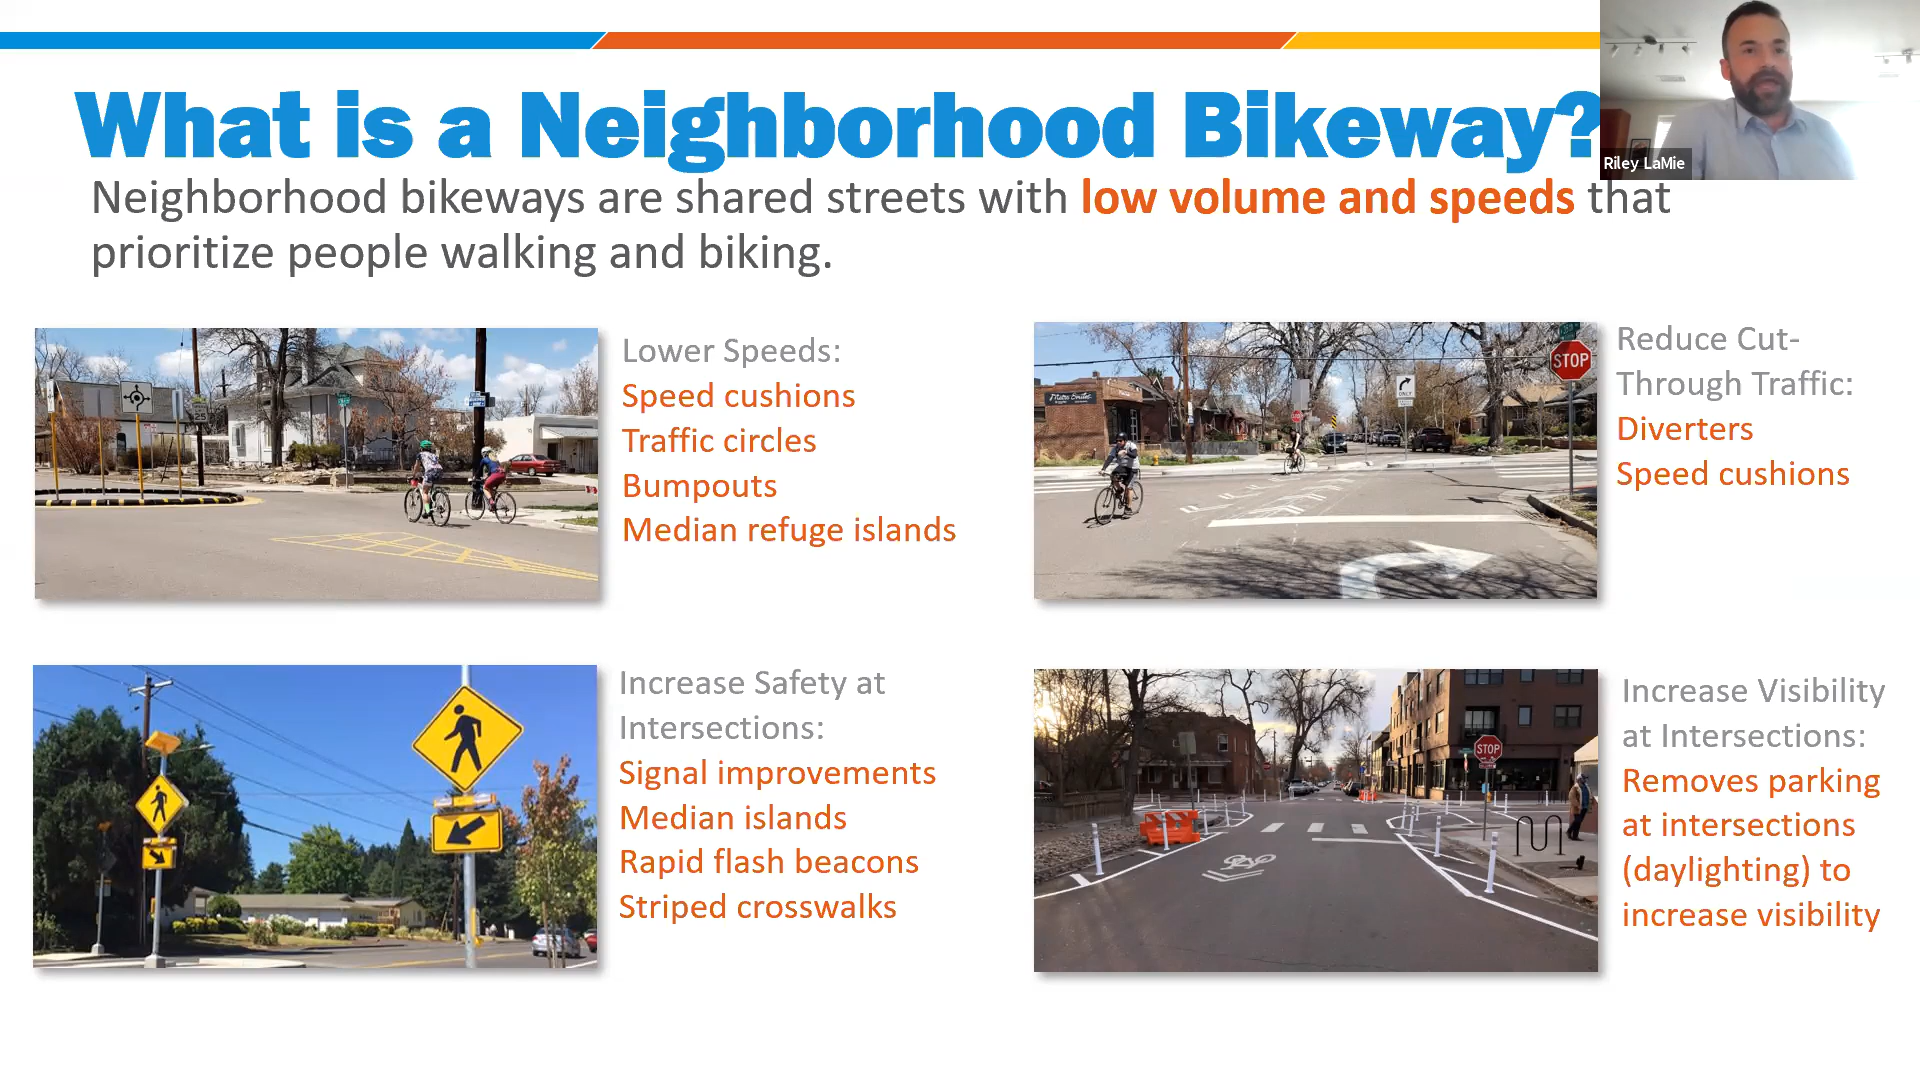 What is a Neighborhood Bikeway?
Riley LaMie
Neighborhood bikeways are shared streets with low volume and speeds that
prioritize people walking and biking.
Lower Speeds:
Speed cushions
Traffic circles
Bumpouts
Median refuge islands
STOP
ONLY
Reduce Cut-
Through Traffic:
Diverters
Speed cushions
Increase Safety at
Intersections:
Signal improvements
Median islands
Rapid flash beacons
Striped crosswalks
STOP
Increase Visibility
at Intersections:
Removes parking
at intersections
(daylighting) to
increase visibility